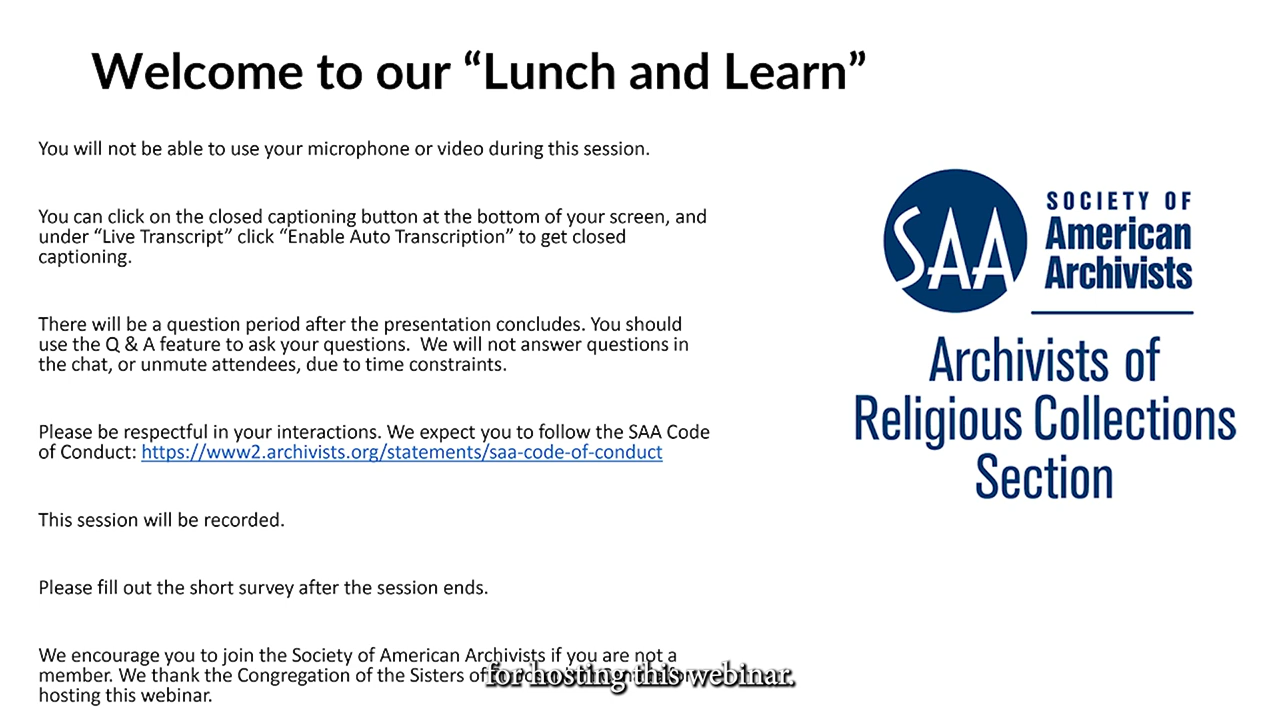 Welcome to our “Lunch and Learn”
You will not be able to use your microphone or video during this session.
You can click on the closed captioning button at the bottom of your screen, and
under “Live Transcript” click “Enable Auto Transcription” to get closed
captioning.
There will be a question period after the presentation concludes. You should
use the Q & A feature to ask your questions.  We will not answer questions in
the chat, or unmute attendees, due to time constraints.
Please be respectful in your interactions. We expect you to follow the SAA Code
of Conduct: https://www2.archivists.org/statements/saa-code-of-conduct
This session will be recorded.
Please fill out the short survey after the session ends.
We encourage you to join the Society of American Archivists if you are not a
member. We thank the Congregation of the Sisters of
hosting this webinar.
for hosting this webinar.
SAA
SOCIETY OF
American
Archivists
Archivists of
Religious Collections
Section